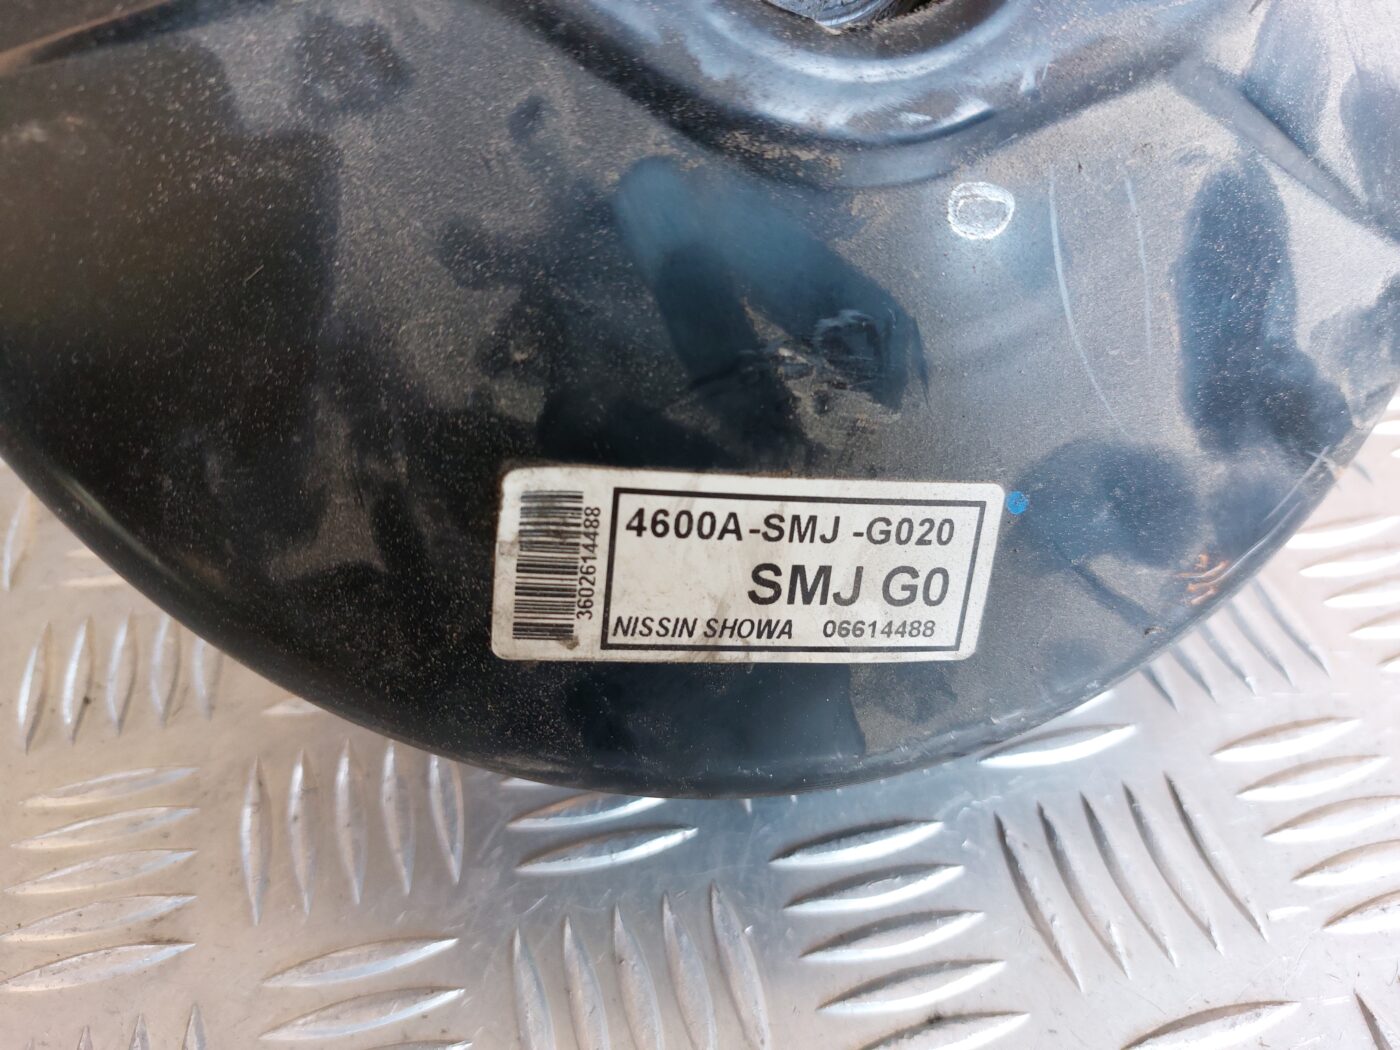 3602614488
4600A-SMJ -G020
SMJ G0
NISSIN SHOWA 06614488